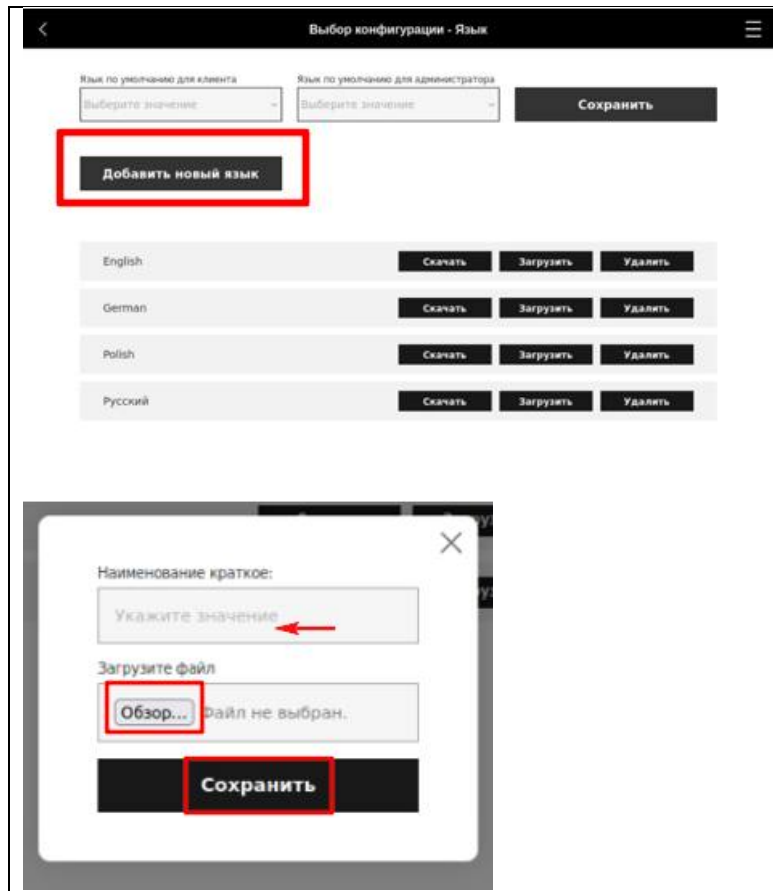 Выбор конфигурации - Язык
Язык по умолчанию для клиента Язык по умолчанию для администратора
Выберите значение Выберите значение Сохранить
Добавить новый язык
English Скачать Загрузить Удалить
German Скачать Загрузить Удалить
Polish Скачать Загрузить Удалить
Русский Скачать Загрузить Удалить
Наименование краткое:
Укажите значение
Загрузите файл
Обзор... Файл не выбран.
Сохранить